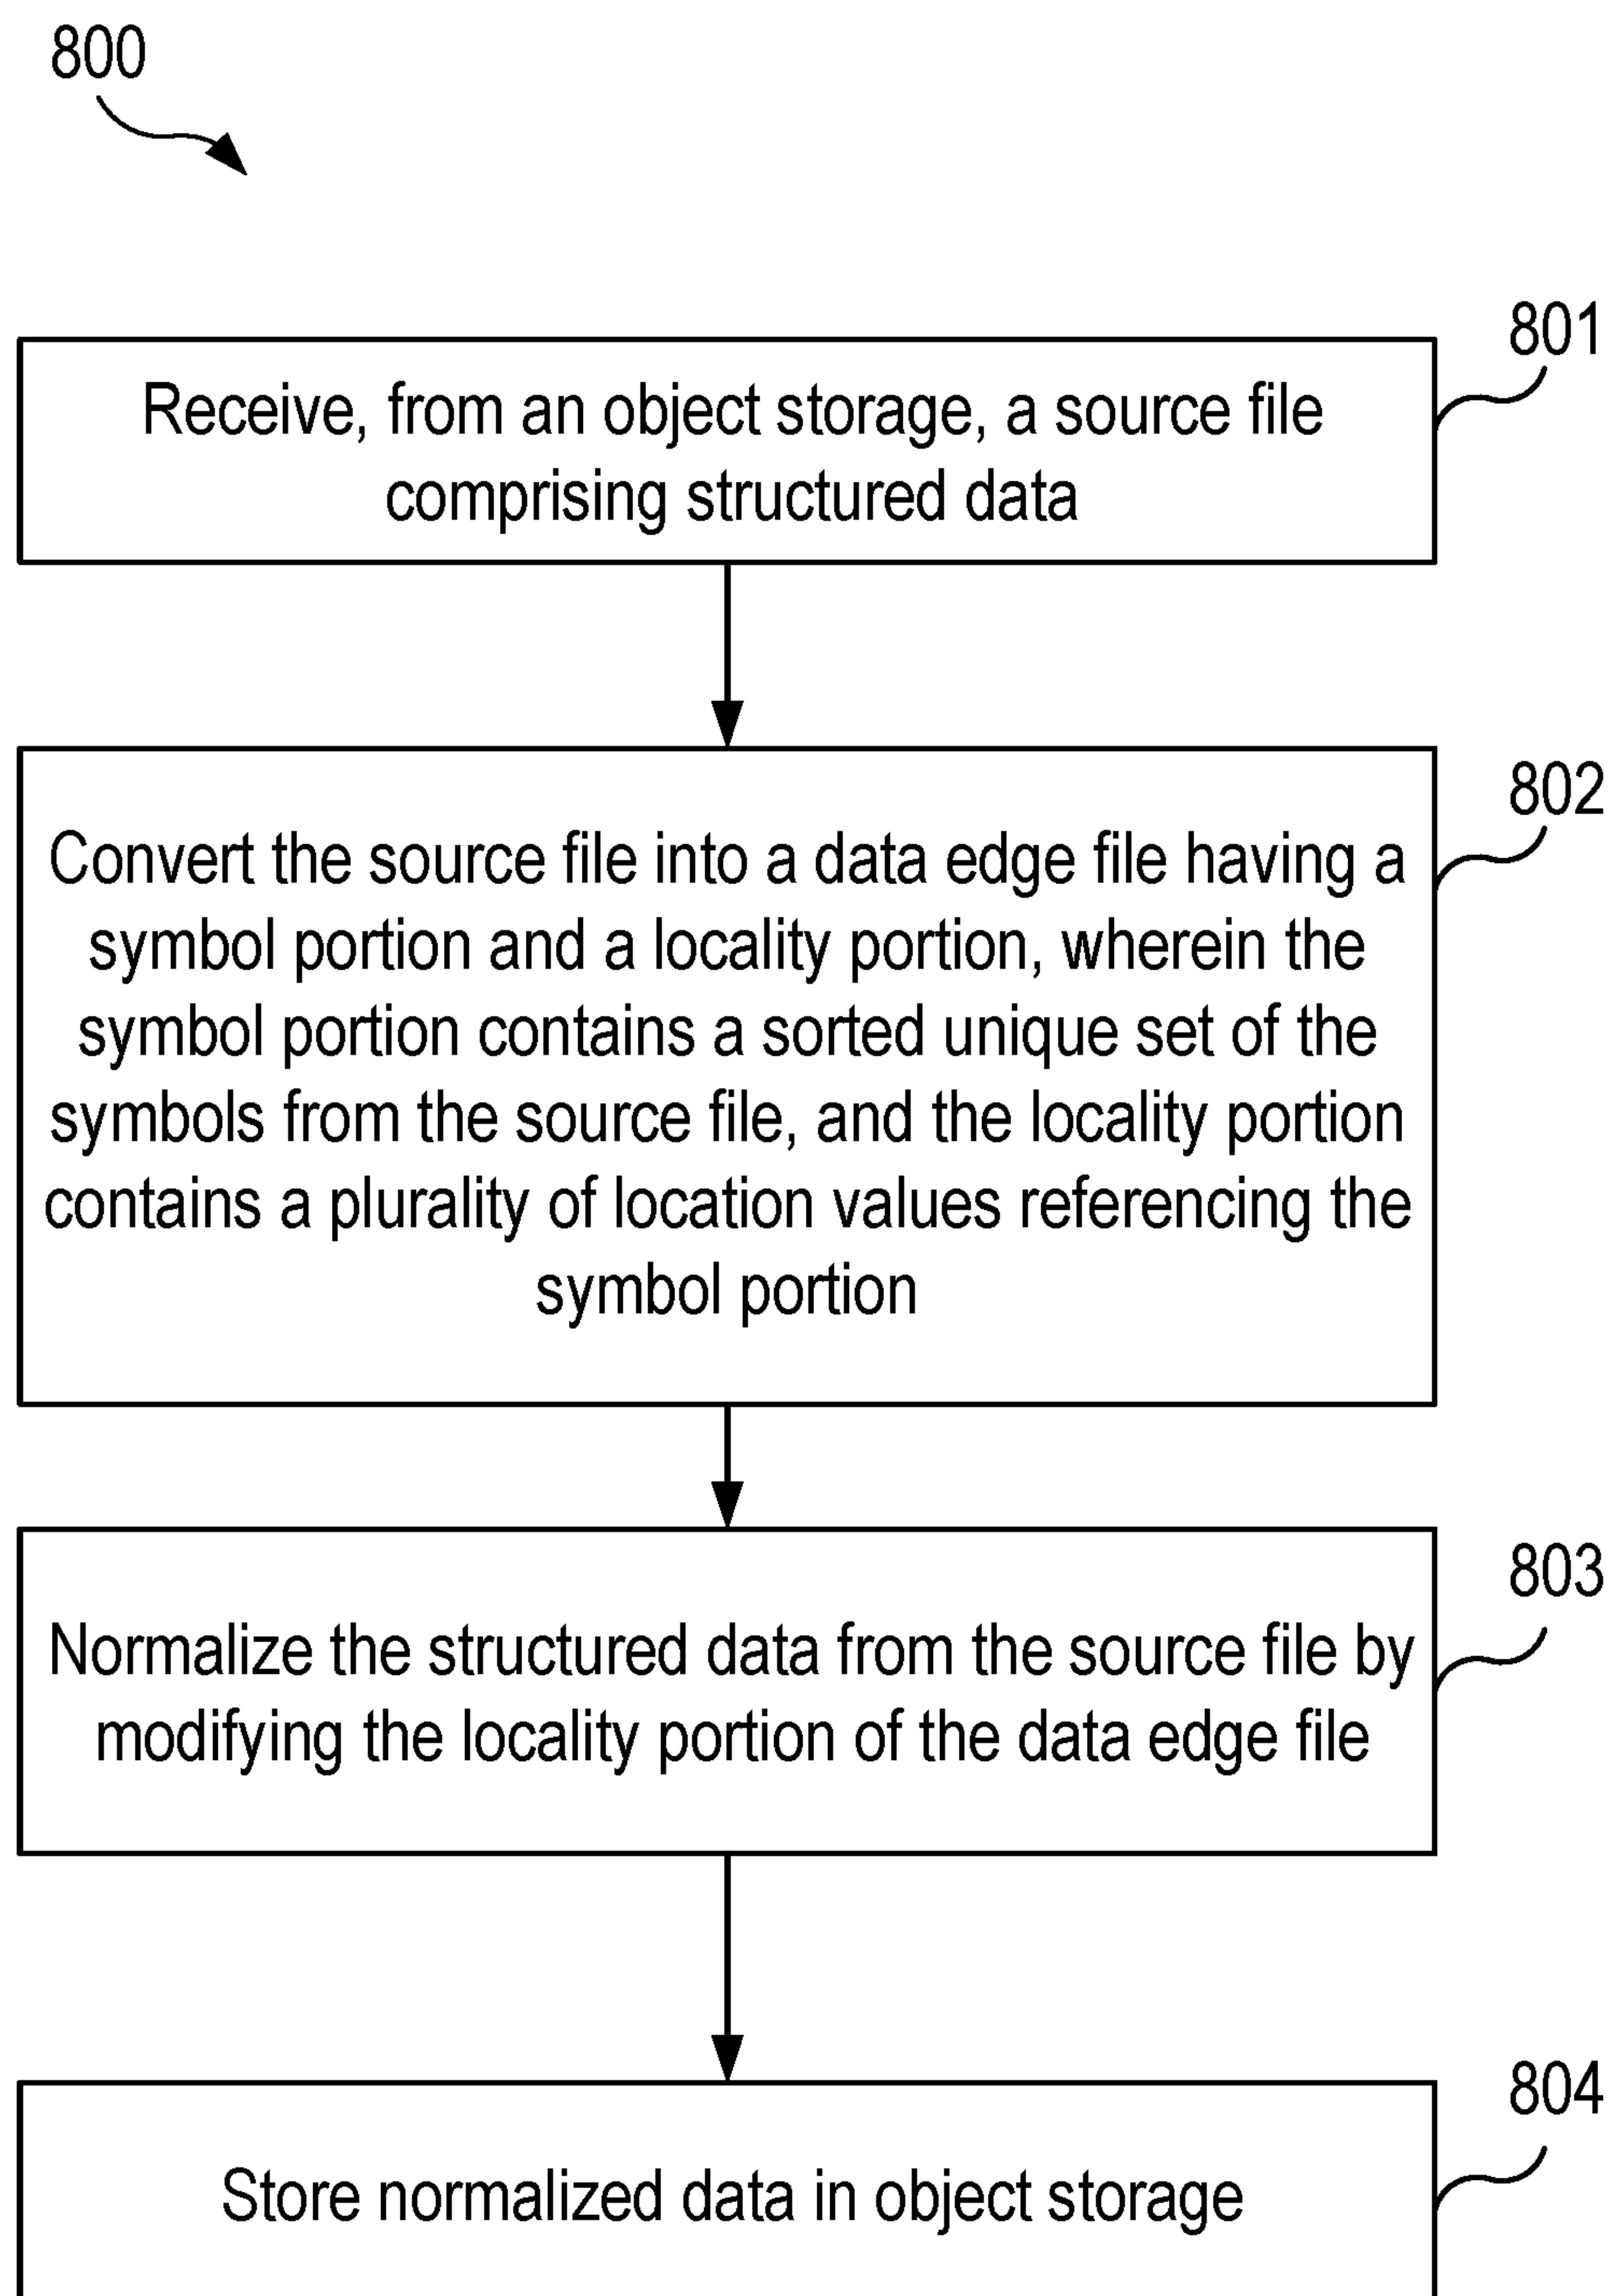 800
801
Receive, from an object storage, a source file
comprising structured data
802
Convert the source file into a data edge file having a
symbol portion and a locality portion, wherein the
symbol portion contains a sorted unique set of the
symbols from the source file, and the locality portion
contains a plurality of location values referencing the
symbol portion
803
Normalize the structured data from the source file by
modifying the locality portion of the data edge file
804
Store normalized data in object storage